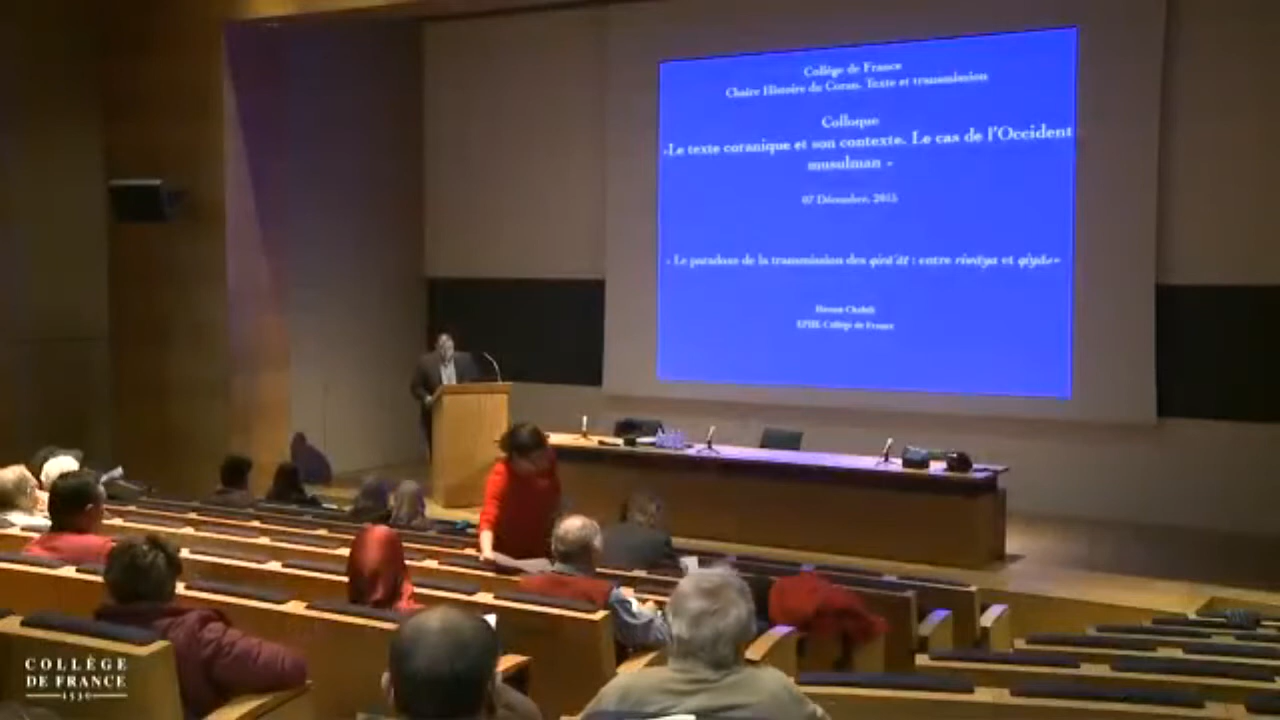 Collège de France
Chaire Histoire du Coran. Texte et transmission
Colloque
«Le texte coranique et son contexte. Le cas de l'Occident
musulman »
07 Décembre, 2015
« Le paradoxe de la transmission des qirā'āt : entre riwāya et qiyās»
EPHE Collège de France
COLLÈGE
DE FRANCE
1530